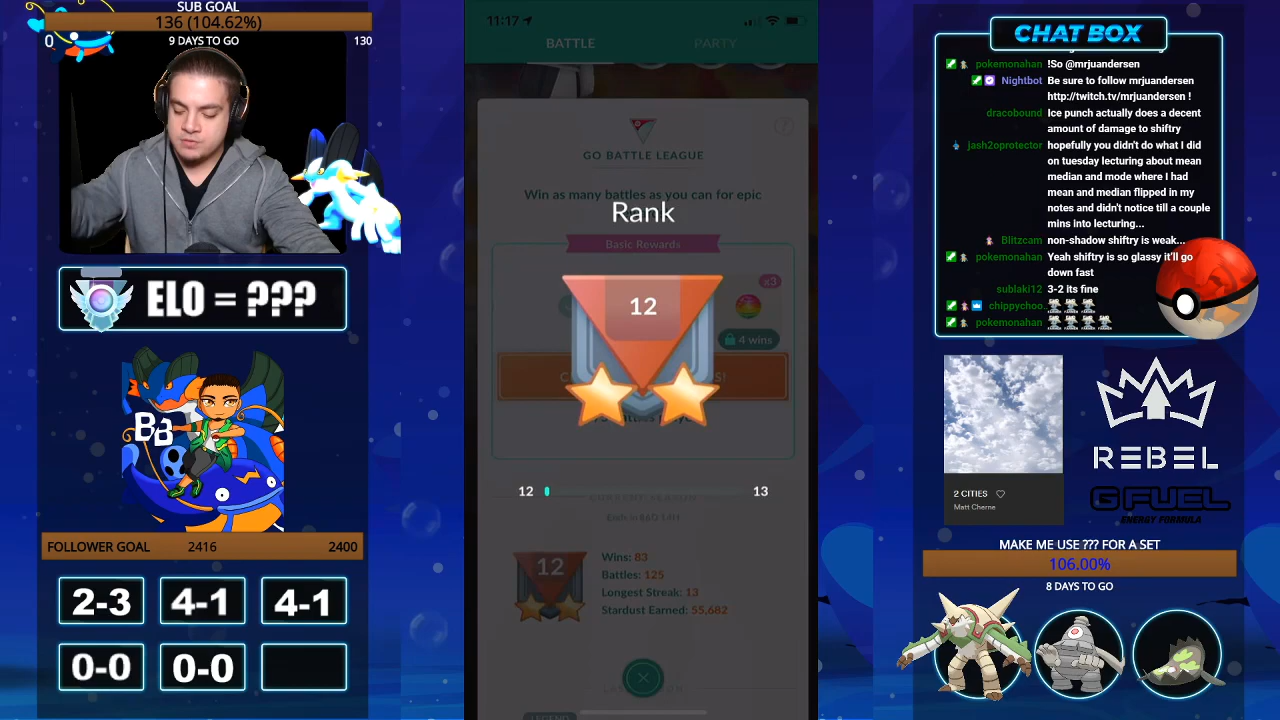 SUB GOAL
136 (104.62%)
0 9 DAYS TO GO 130
ELO = ???
BB
FOLLOWER GOAL 2416 2400
2-3 4-1 4-1
0-0 0-0
11:17
BATTLE PARTY
GO BATTLE LEAGUE
Win as many battles as you can for epic
Rank
Basic Rewards
12
x3
4 wins
12 13
CURRENT SEASON
Ends in 86D 14H
12
Wins: 83
Battles: 125
Longest Streak: 13
Stardust Earned: 55,682
LEGEND
CHAT BOX
pokemonahan !So @mrjuandersen
Nightbot Be sure to follow mrjuandersen
http://twitch.tv/mrjuandersen !
dracobound Ice punch actually does a decent
amount of damage to shiftry
jash2oprotector hopefully you didn't do what I did
on tuesday lecturing about mean
median and mode where I had
mean and median flipped in my
notes and didn't notice till a couple
mins into lecturing...
Blitzcam non-shadow shiftry is weak...
pokemonahan Yeah shiftry is so glassy it'll go
down fast
sublaki12 3-2 its fine
chippychoo..
pokemonahan
2 CITIES
Matt Cherne
REBEL
G FUEL
ENERGY FORMULA
MAKE ME USE ??? FOR A SET
106.00%
8 DAYS TO GO